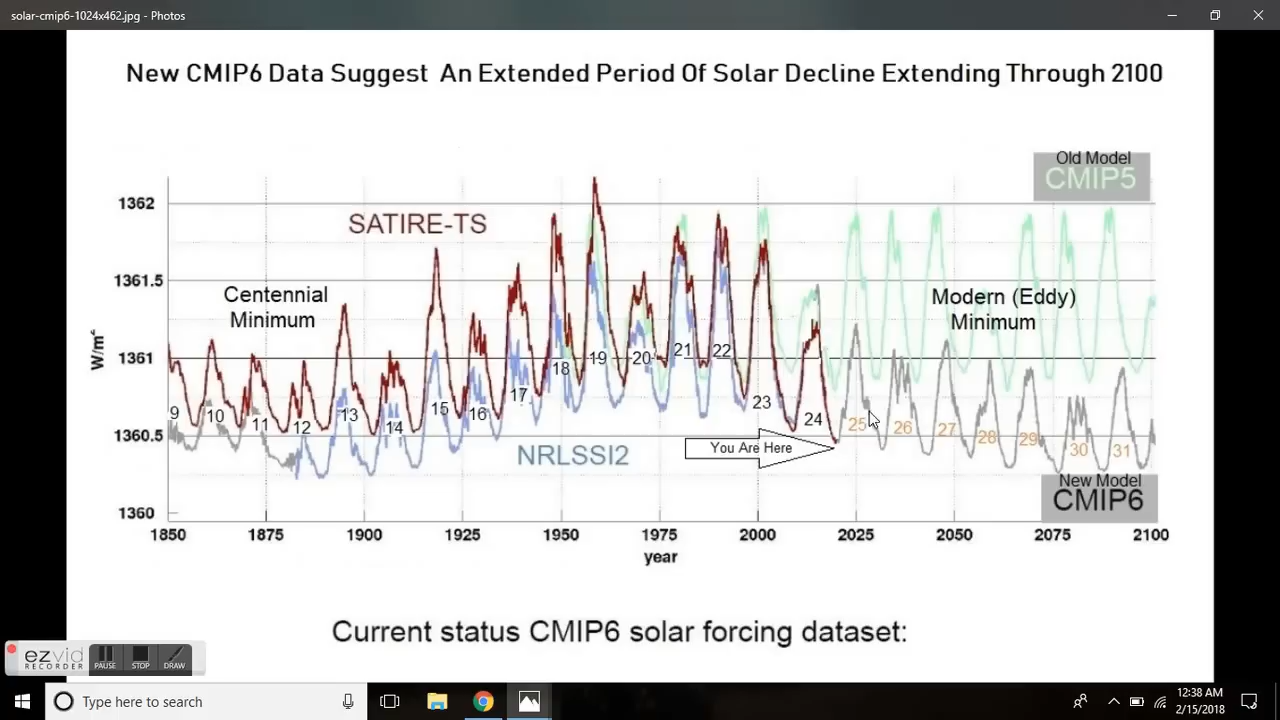 solar-cmip6-1024x462.jpg - Photos
New CMIP6 Data Suggest An Extended Period Of Solar Decline Extending Through 2100
Old Model
CMIP5
1362
SATIRE-TS
1361.5
Centennial
Minimum
Modern (Eddy)
Minimum
W/m²
1361
18 19 20 21 22
9 10 11 12 13 14 15 16 17 23 24 25 26 27 28 29 30 31
1360.5
You Are Here
NRLSSI2
New Model
CMIP6
1360
1850 1875 1900 1925 1950 1975 2000 2025 2050 2075 2100
year
Current status CMIP6 solar forcing dataset:
ezvid
RECORDER
PAUSE STOP DRAW
Type here to search
12:38 AM
2/15/2018